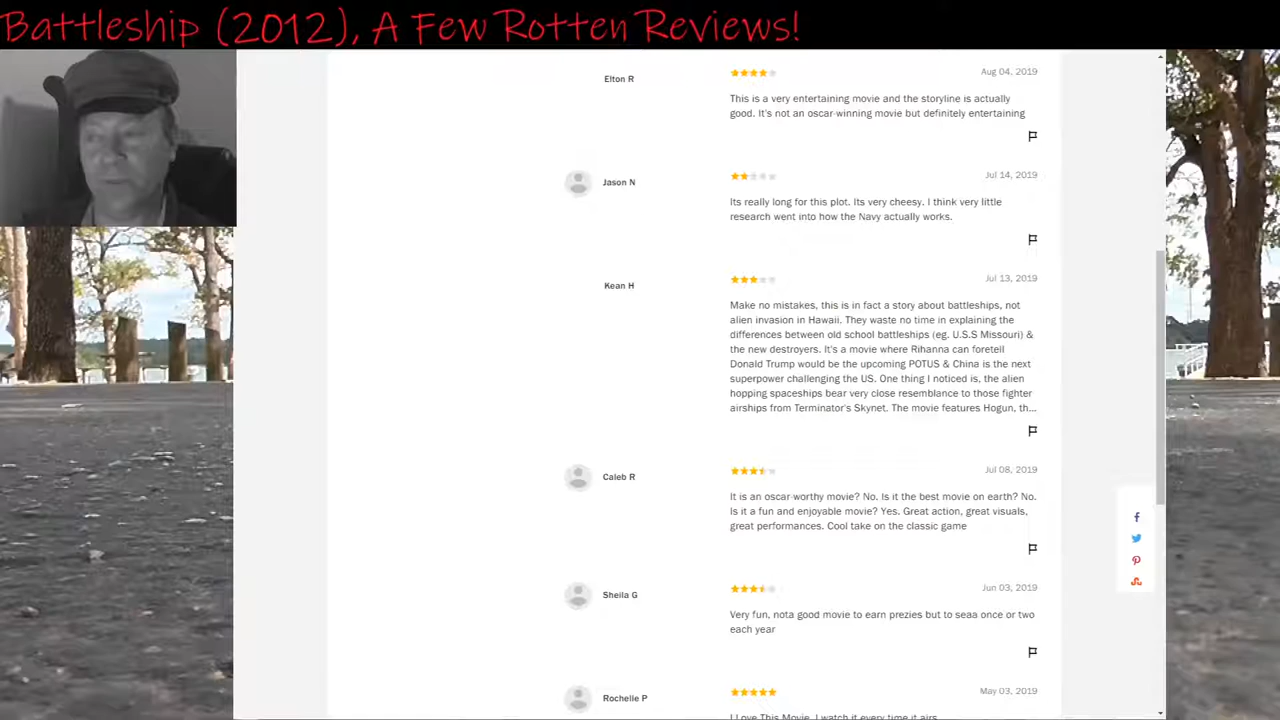 Battleship (2012), A Few Rotten Reviews!
Elton R
Aug 04, 2019
This is a very entertaining movie and the storyline is actually
good. It's not an oscar-winning movie but definitely entertaining
Jason N
Jul 14, 2019
Its really long for this plot. Its very cheesy. I think very little
research went into how the Navy actually works.
Kean H
Jul 13, 2019
Make no mistakes, this is in fact a story about battleships, not
alien invasion in Hawaii. They waste no time in explaining the
differences between old school battleships (eg. U.S.S Missouri) &
the new destroyers. It's a movie where Rihanna can foretell
Donald Trump would be the upcoming POTUS & China is the next
superpower challenging the US. One thing I noticed is, the alien
hopping spaceships bear very close resemblance to those fighter
airships from Terminator's Skynet. The movie features Hogun, th...
Caleb R
Jul 08, 2019
It is an oscar-worthy movie? No. Is it the best movie on earth? No.
Is it a fun and enjoyable movie? Yes. Great action, great visuals,
great performances. Cool take on the classic game
Sheila G
Jun 03, 2019
Very fun, nota good movie to earn prezies but to seaa once or two
each year
Rochelie P
May 03, 2019
I Love This Movie, I watch it every time it airs